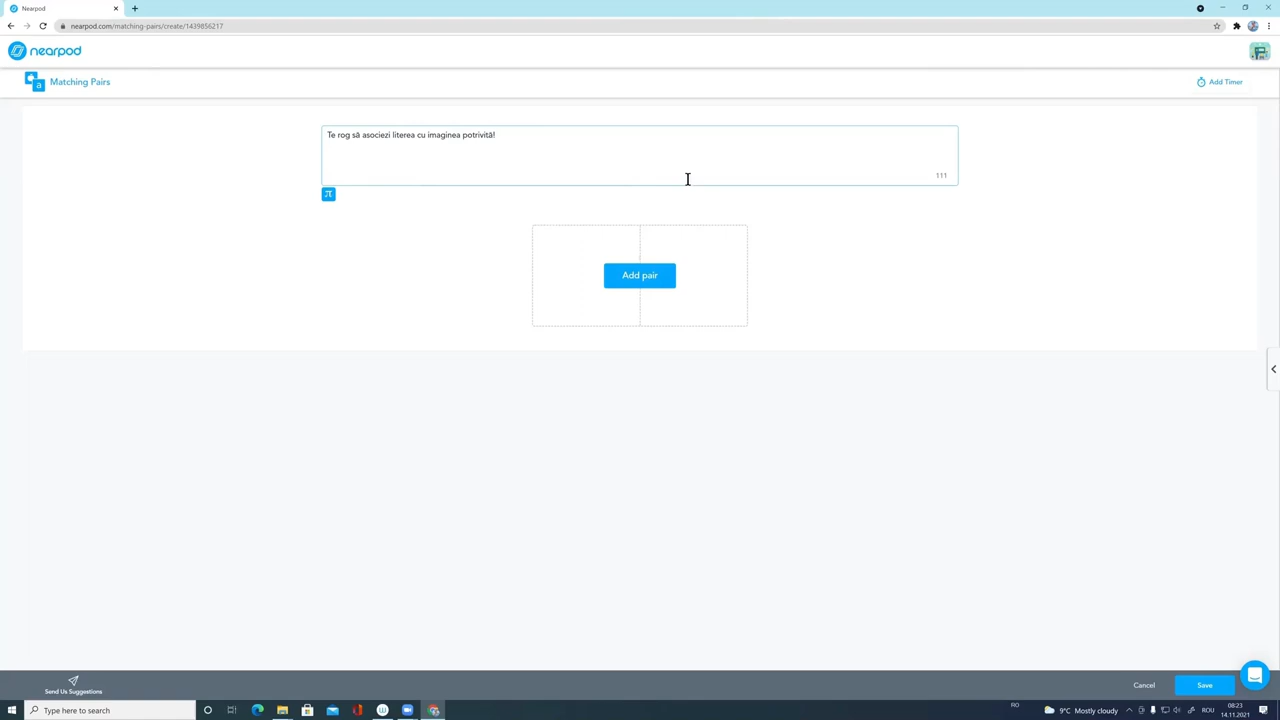 Nearpod
nearpod.com/matching-pairs/create/1439856217
nearpod
Matching Pairs
Add Timer
Te rog să asociezi literea cu imaginea potrivită!
111
π
Add pair
Send Us Suggestions
Cancel
Save
Type here to search
RO
9°C Mostly cloudy
ROU
08:23
14.11.2021